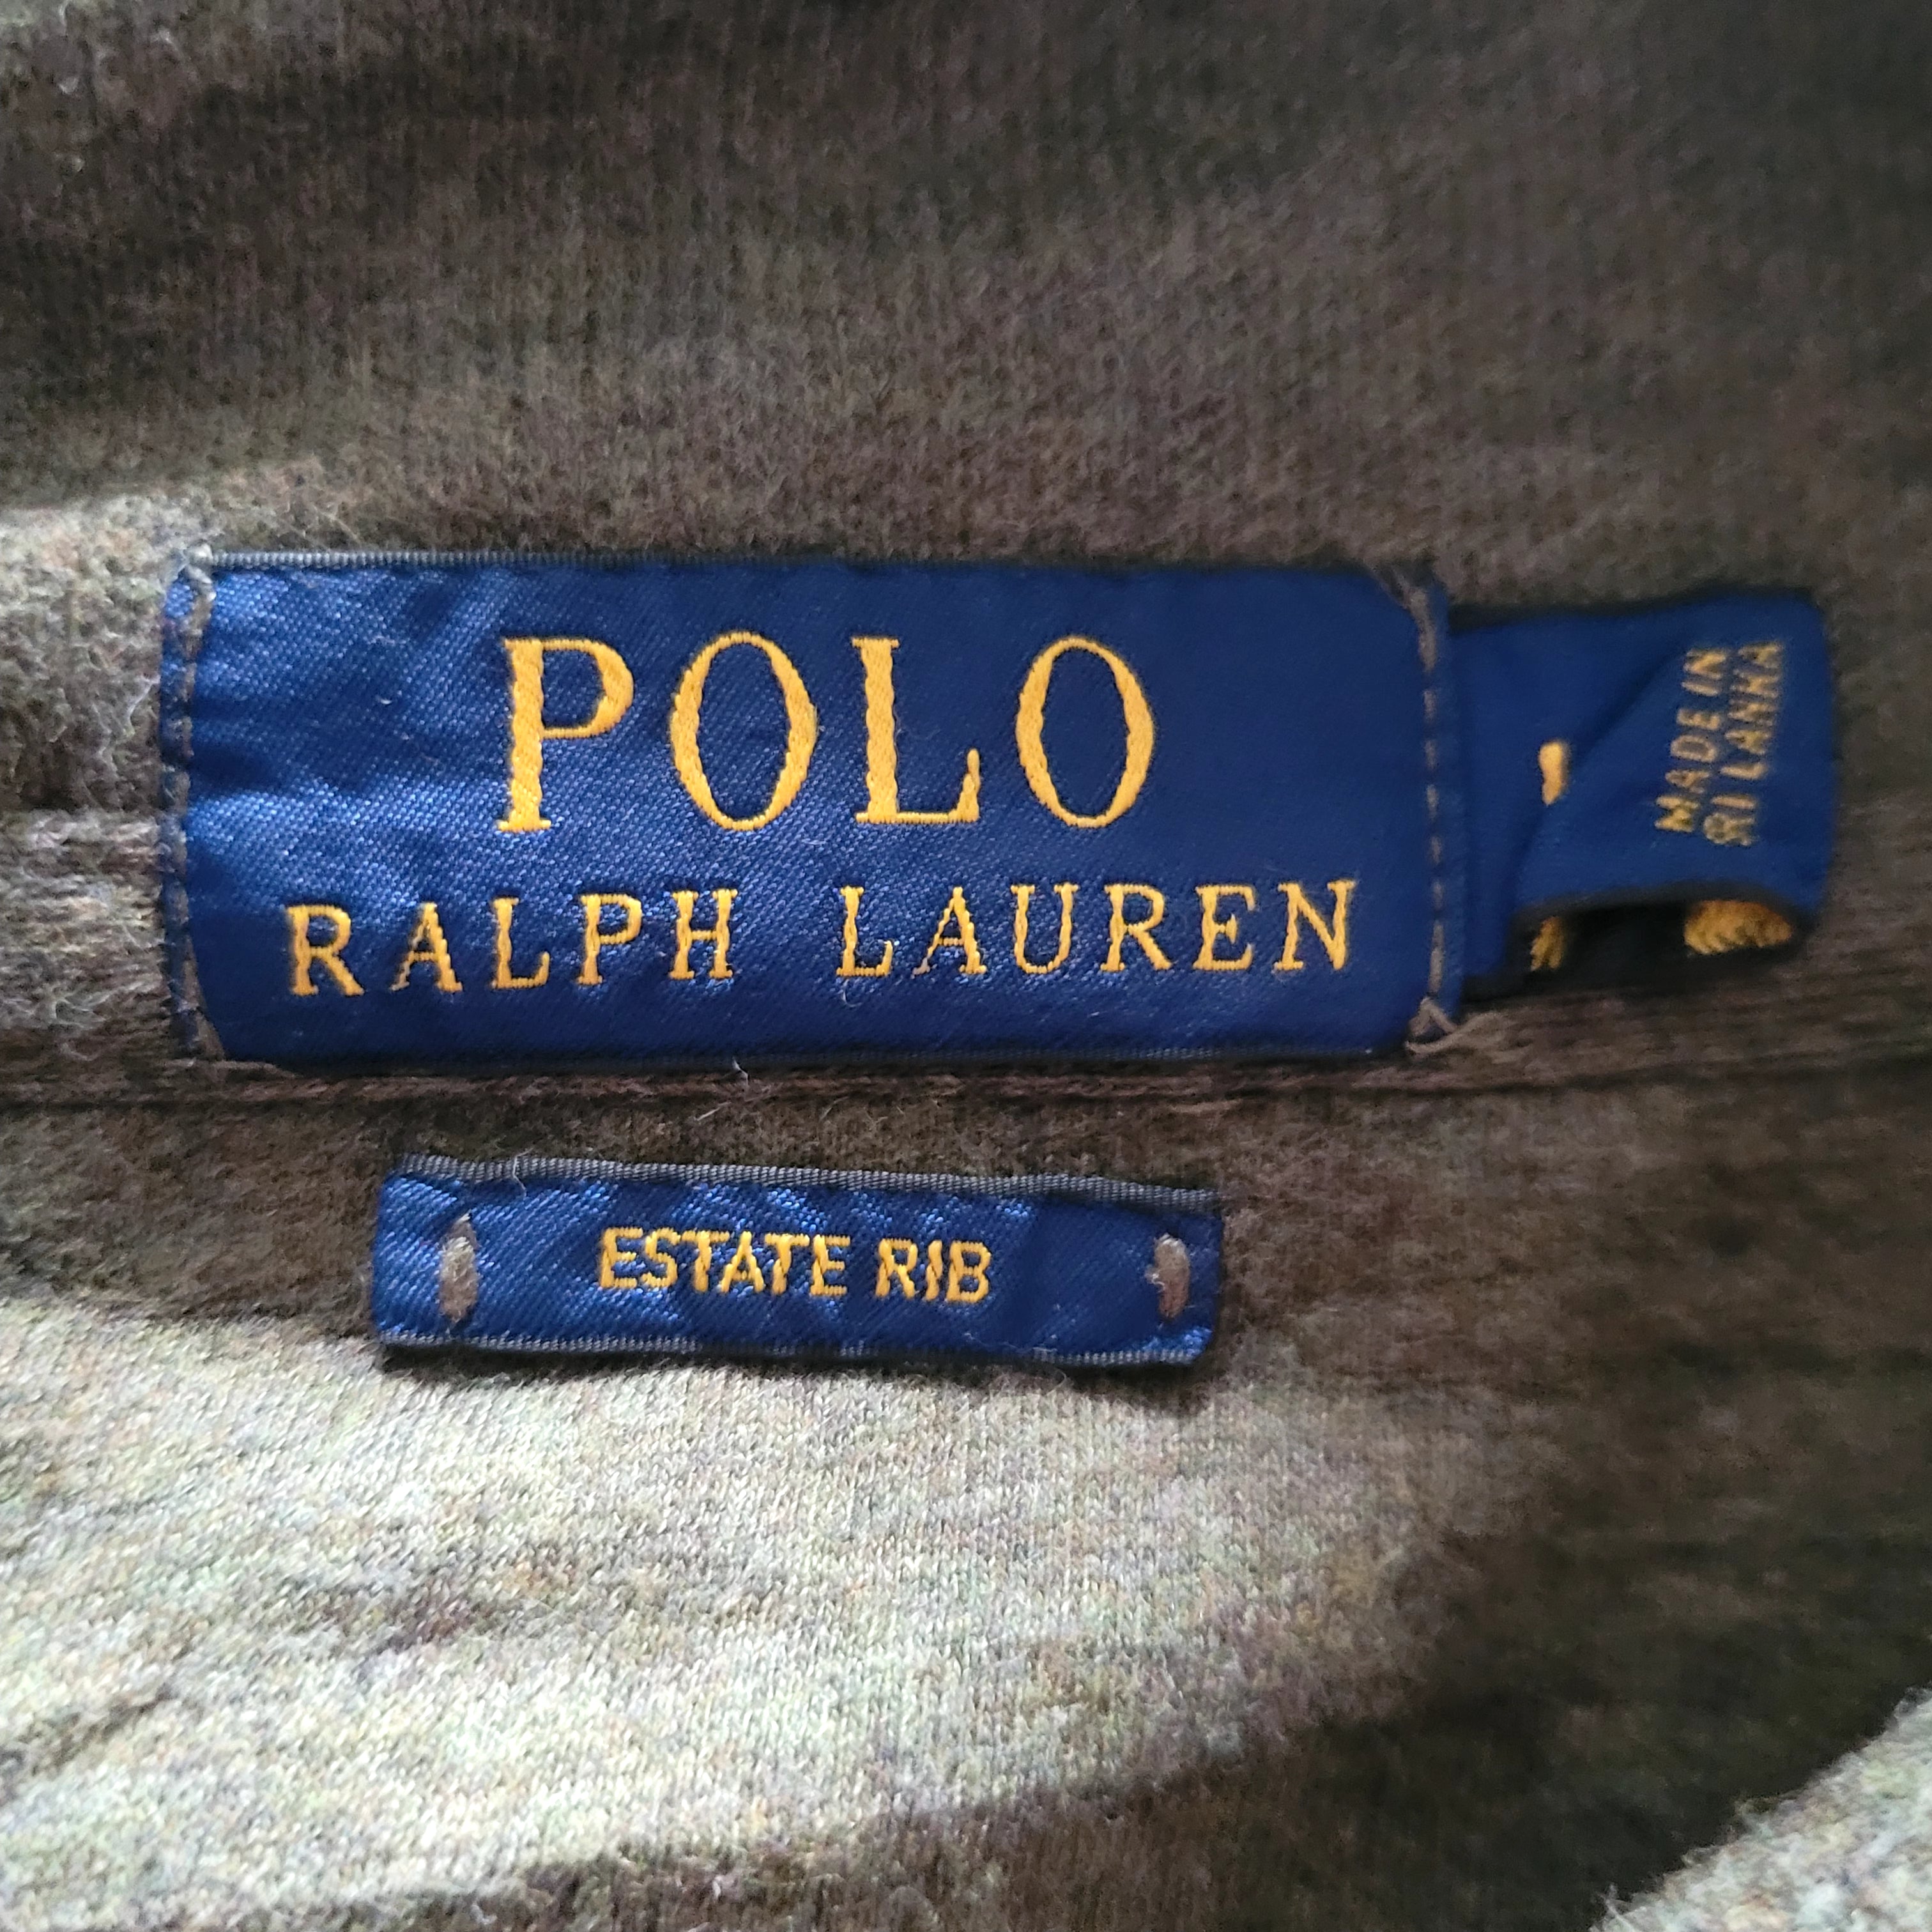 POLO
RALPH LAUREN
MADE IN
SRI LANKA
ESTATE RIB